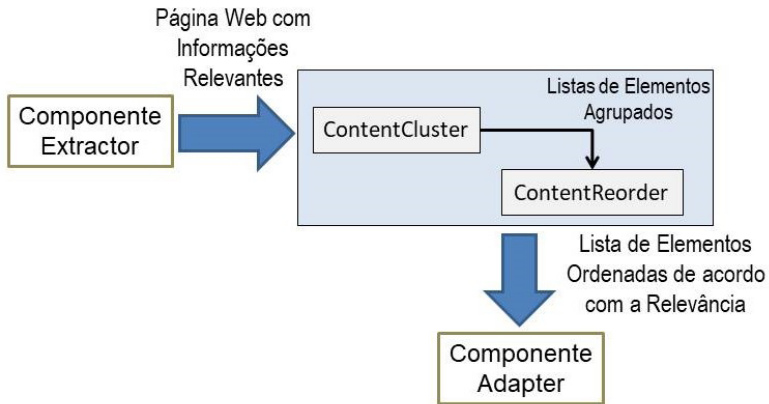 Página Web com
Informações
Relevantes
Componente
Extractor
Listas de Elementos
Agrupados
ContentCluster
ContentReorder
Lista de Elementos
Ordenadas de acordo
com a Relevância
Componente
Adapter